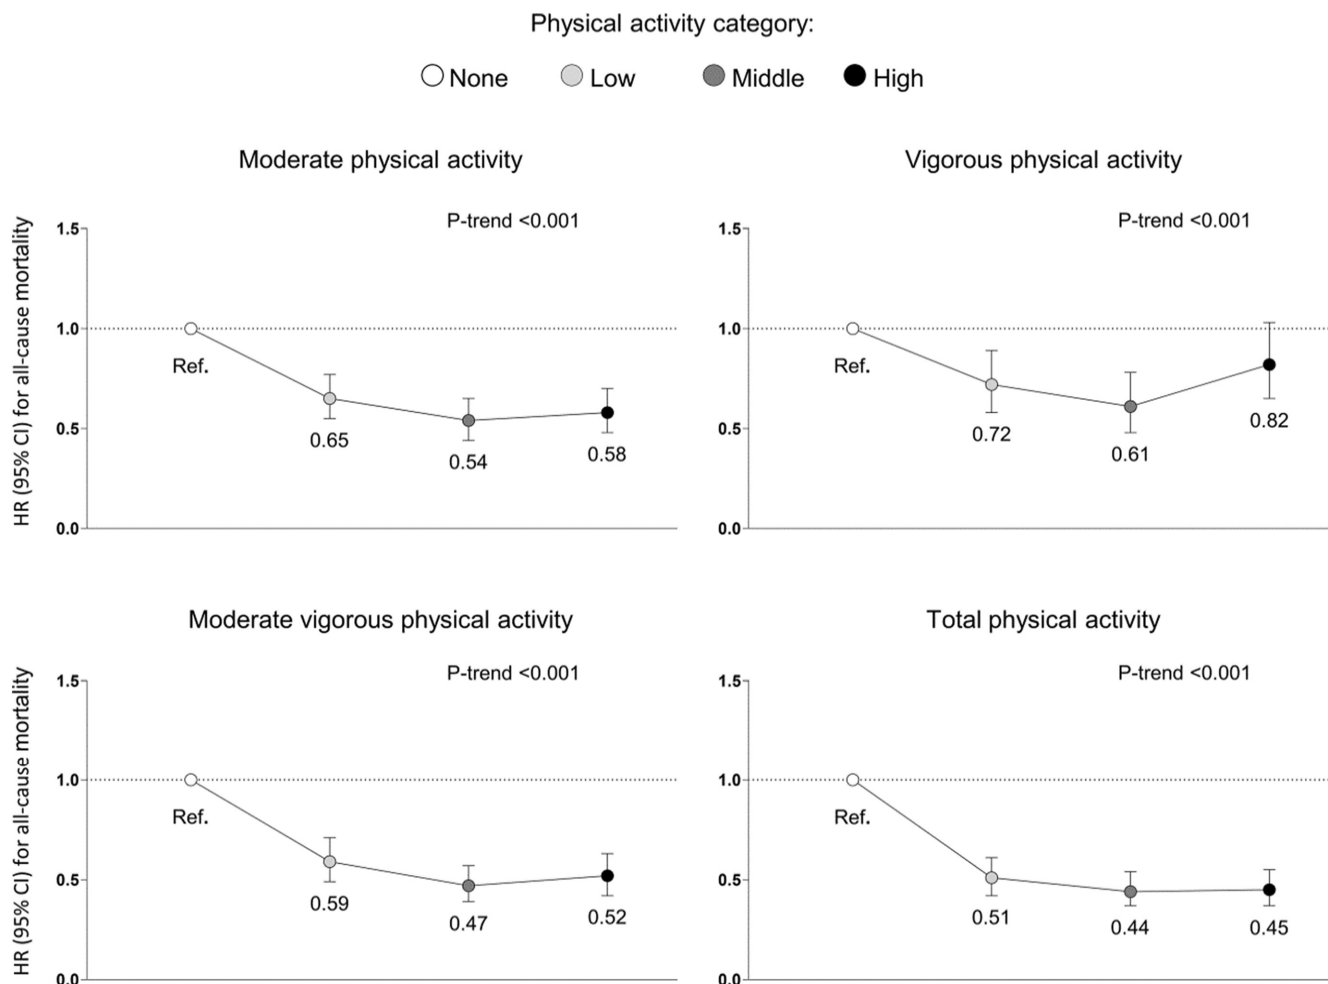 Physical activity category:
None Low Middle High
Moderate physical activity
P-trend <0.001
HR (95% CI) for all-cause mortality
1.5
1.0
0.5
0.0
Ref.
0.65
0.54
0.58
Vigorous physical activity
P-trend <0.001
1.5
1.0
0.5
0.0
Ref.
0.72
0.61
0.82
Moderate vigorous physical activity
P-trend <0.001
HR (95% CI) for all-cause mortality
1.5
1.0
0.5
0.0
Ref.
0.59
0.47
0.52
Total physical activity
P-trend <0.001
1.5
1.0
0.5
0.0
Ref.
0.51
0.44
0.45